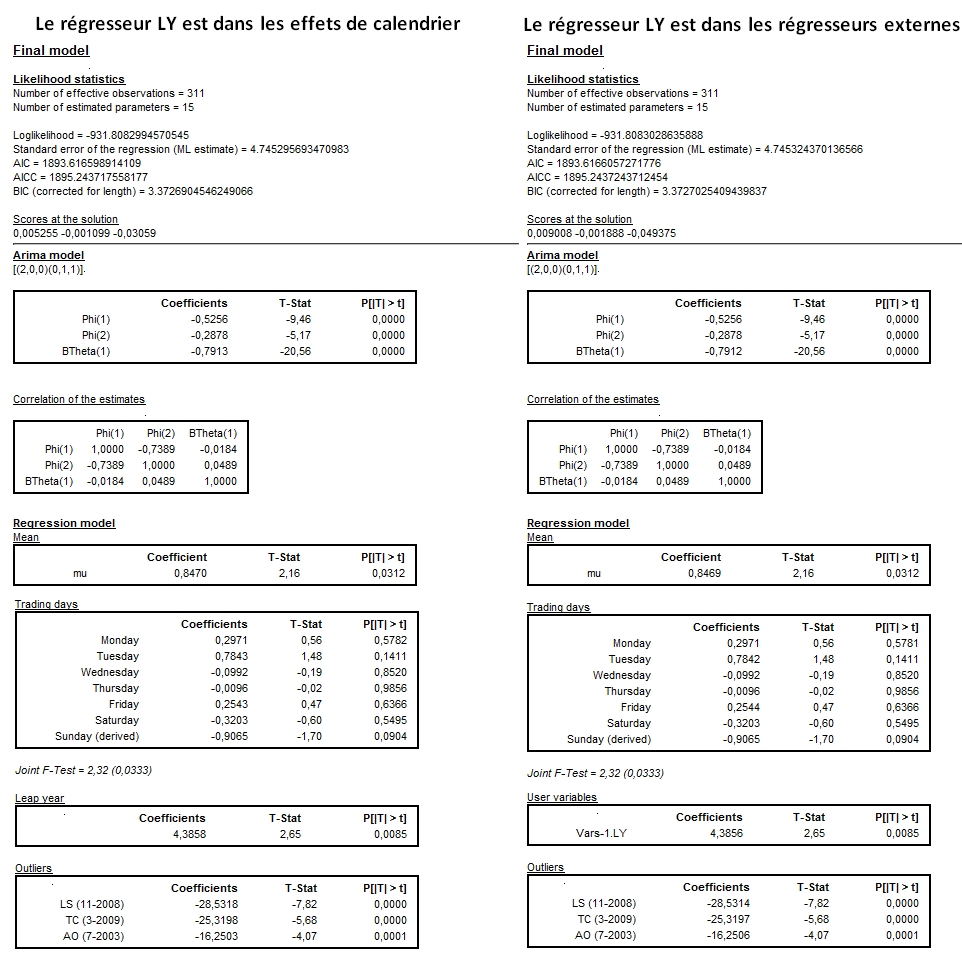 Le régresseur LY est dans les effets de calendrier
Final model
Likelihood statistics
Number of effective observations = 311
Number of estimated parameters = 15
Loglikelihood = -931.8082994570545
Standard error of the regression (ML estimate) = 4.745295693470983
AIC = 1893.616598914109
AICC = 1895.243717558177
BIC (corrected for length) = 3.3726904546249066
Scores at the solution
0,005255 -0,001099 -0,03059
Arima model
[(2,0,0)(0,1,1)].
Coefficients T-Stat P[|T| > t]
Phi(1) -0,5256 -9,46 0,0000
Phi(2) -0,2878 -5,17 0,0000
BTheta(1) -0,7913 -20,56 0,0000
Correlation of the estimates
Phi(1) Phi(2) BTheta(1)
Phi(1) 1,0000 -0,7389 -0,0184
Phi(2) -0,7389 1,0000 0,0489
BTheta(1) -0,0184 0,0489 1,0000
Regression model
Mean
Coefficient T-Stat P[|T| > t]
mu 0,8470 2,16 0,0312
Trading days
Coefficients T-Stat P[|T| > t]
Monday 0,2971 0,56 0,5782
Tuesday 0,7843 1,48 0,1411
Wednesday -0,0992 -0,19 0,8520
Thursday -0,0096 -0,02 0,9856
Friday 0,2543 0,47 0,6366
Saturday -0,3203 -0,60 0,5495
Sunday (derived) -0,9065 -1,70 0,0904
Joint F-Test = 2,32 (0,0333)
Leap year
Coefficients T-Stat P[|T| > t]
4,3858 2,65 0,0085
Outliers
Coefficients T-Stat P[|T| > t]
LS (11-2008) -28,5318 -7,82 0,0000
TC (3-2009) -25,3198 -5,68 0,0000
AO (7-2003) -16,2503 -4,07 0,0001
Le régresseur LY est dans les régresseurs externes
Final model
Likelihood statistics
Number of effective observations = 311
Number of estimated parameters = 15
Loglikelihood = -931.8083028635888
Standard error of the regression (ML estimate) = 4.745324370136566
AIC = 1893.6166057271776
AICC = 1895.2437243712454
BIC (corrected for length) = 3.3727025409439837
Scores at the solution
0,009008 -0,001888 -0,049375
Arima model
[(2,0,0)(0,1,1)].
Coefficients T-Stat P[|T| > t]
Phi(1) -0,5256 -9,46 0,0000
Phi(2) -0,2878 -5,17 0,0000
BTheta(1) -0,7912 -20,56 0,0000
Correlation of the estimates
Phi(1) Phi(2) BTheta(1)
Phi(1) 1,0000 -0,7389 -0,0184
Phi(2) -0,7389 1,0000 0,0489
BTheta(1) -0,0184 0,0489 1,0000
Regression model
Mean
Coefficient T-Stat P[|T| > t]
mu 0,8469 2,16 0,0312
Trading days
Coefficients T-Stat P[|T| > t]
Monday 0,2971 0,56 0,5781
Tuesday 0,7842 1,48 0,1411
Wednesday -0,0992 -0,19 0,8520
Thursday -0,0096 -0,02 0,9856
Friday 0,2544 0,47 0,6366
Saturday -0,3203 -0,60 0,5495
Sunday (derived) -0,9065 -1,70 0,0904
Joint F-Test = 2,32 (0,0333)
User variables
Coefficients T-Stat P[|T| > t]
Vars-1.LY 4,3856 2,65 0,0085
Outliers
Coefficients T-Stat P[|T| > t]
LS (11-2008) -28,5314 -7,82 0,0000
TC (3-2009) -25,3197 -5,68 0,0000
AO (7-2003) -16,2506 -4,07 0,0001